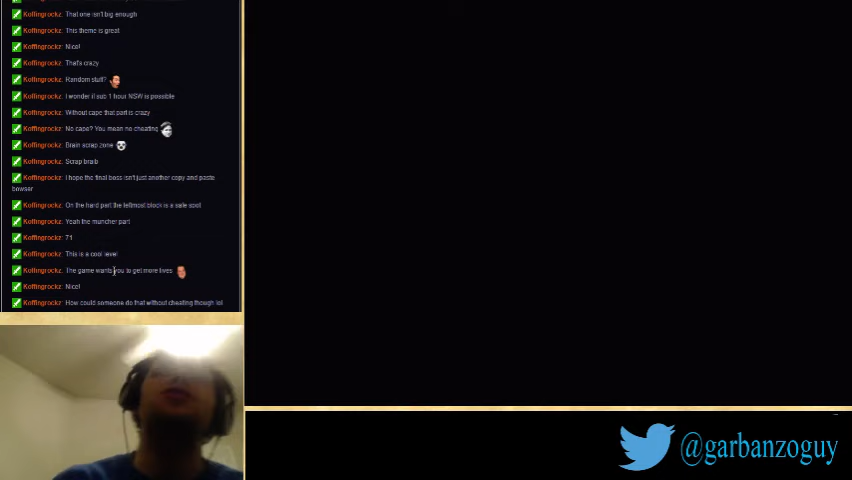 Koffingrockz: That one isn't big enough
Koffingrockz: This theme is great
Koffingrockz: Nice!
Koffingrockz: That's crazy
Koffingrockz: Random stuff?
Koffingrockz: I wonder if sub 1 hour NSW is possible
Koffingrockz: Without cape that part is crazy
Koffingrockz: No cape? You mean no cheating
Koffingrockz: Brain scrap zone
Koffingrockz: Scrap braib
Koffingrockz: I hope the final boss isn't just another copy and paste
bowser
Koffingrockz: On the hard part the leftmost block is a safe spot
Koffingrockz: Yeah the muncher part
Koffingrockz: 71
Koffingrockz: This is a cool level
Koffingrockz: The game wants you to get more lives
Koffingrockz: Nice!
Koffingrockz: How could someone do that without cheating though lol
@garbanzoguy